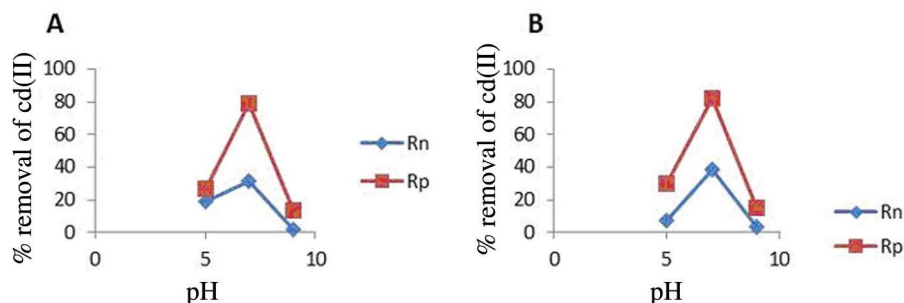 A
% removal of cd(II)
100
80
60
40
20
0
0 5 10
pH
Rn
Rp
B
% removal of cd(II)
100
80
60
40
20
0
0 5 10
pH
Rn
Rp